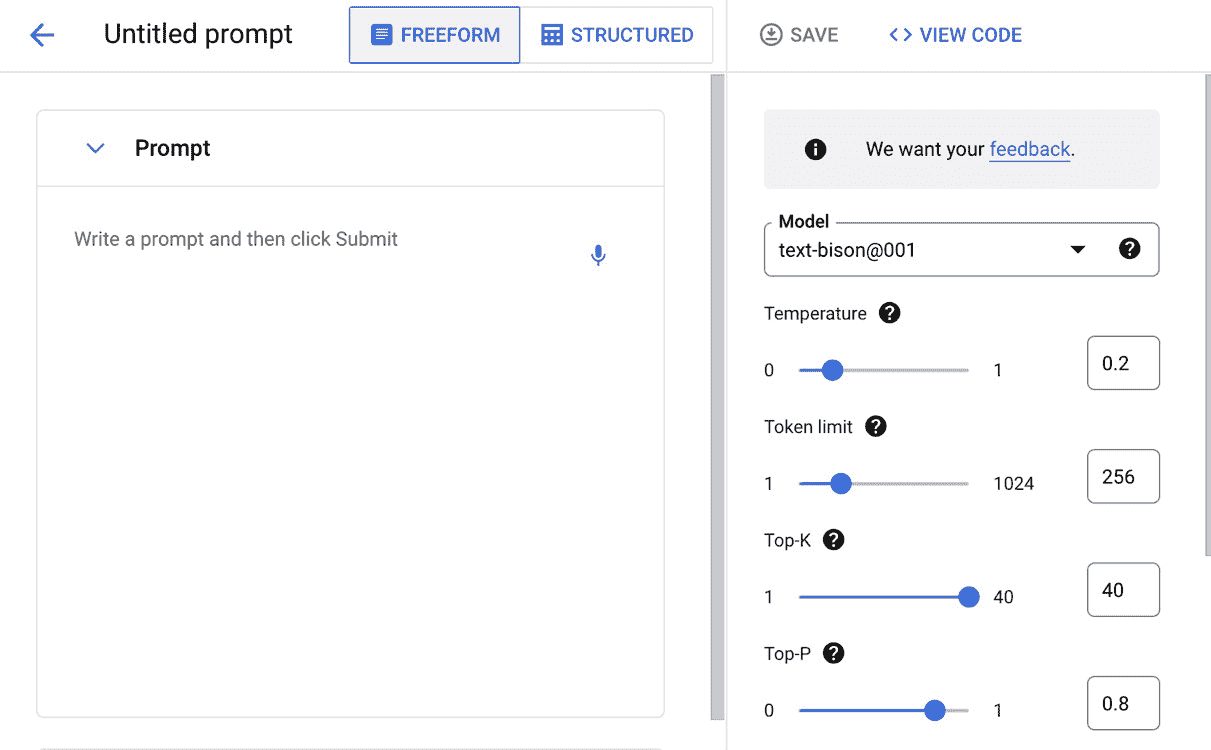 Untitled prompt
FREEFORM
STRUCTURED
SAVE
VIEW CODE
Prompt
Write a prompt and then click Submit
We want your feedback.
Model
text-bison@001
Temperature
0 1 0.2
Token limit
1 1024 256
Top-K
1 40 40
Top-P
0 1 0.8